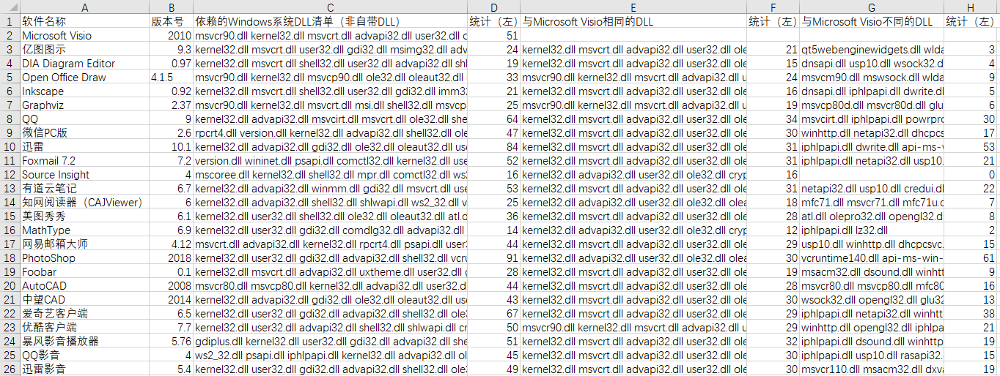 A B C D E F G H
1 软件名称 版本号 依赖的Windows系统DLL清单（非自带DLL） 统计（左） 与Microsoft Visio相同的DLL 统计（左） 与Microsoft Visio不同的DLL 统计（左）
2 Microsoft Visio 2010 msvcr90.dll kernel32.dll msvcrt.dll advapi32.dll user32.dll c 51
3 亿图图示 9.3 kernel32.dll msvcrt.dll user32.dll gdi32.dll msimg32.dll adv 24 kernel32.dll msvcrt.dll advapi32.dll user32.dll ole 21 qt5webenginewidgets.dll wlda 3
4 DIA Diagram Editor 0.97 kernel32.dll msvcrt.dll shell32.dll user32.dll advapi32.dll shl 19 kernel32.dll msvcrt.dll advapi32.dll user32.dll ole 15 dnsapi.dll usp10.dll wsock32.d 4
5 Open Office Draw 4.1.5 msvcr90.dll kernel32.dll msvcp90.dll ole32.dll oleaut32.dll 33 msvcr90.dll kernel32.dll msvcrt.dll advapi32.dll u 24 msvcm90.dll mswsock.dll wlda 9
6 Inkscape 0.92 kernel32.dll msvcrt.dll shell32.dll user32.dll gdi32.dll imm32 21 kernel32.dll msvcrt.dll advapi32.dll user32.dll ole 16 dnsapi.dll iphlpapi.dll dwrite.dl 5
7 Graphviz 2.37 msvcr90.dll kernel32.dll msvcrt.dll msi.dll shell32.dll msvcp 25 msvcr90.dll kernel32.dll msvcrt.dll advapi32.dll u 19 msvcp80d.dll msvcr80d.dll glu 6
8 QQ 9 kernel32.dll advapi32.dll msvcirt.dll msvcrt.dll ole32.dll she 64 kernel32.dll msvcrt.dll advapi32.dll user32.dll ole 34 msvcirt.dll iphlpapi.dll powrpro 30
9 微信PC版 2.6 rpcrt4.dll version.dll kernel32.dll advapi32.dll shell32.dll ole 47 kernel32.dll msvcrt.dll advapi32.dll user32.dll ole 30 winhttp.dll netapi32.dll dhcpcs 17
10 迅雷 10.1 kernel32.dll advapi32.dll gdi32.dll ole32.dll oleaut32.dll us 84 kernel32.dll msvcrt.dll advapi32.dll user32.dll ole 31 iphlpapi.dll dwrite.dll api-ms-w 53
11 Foxmail 7.2 7.2 version.dll wininet.dll psapi.dll comctl32.dll kernel32.dll use 52 kernel32.dll msvcrt.dll advapi32.dll user32.dll ole 31 iphlpapi.dll netapi32.dll usp10. 21
12 Source Insight 4 mscoree.dll kernel32.dll shell32.dll mpr.dll comctl32.dll ws2 16 kernel32.dll advapi32.dll user32.dll ole32.dll cryp 16 0
13 有道云笔记 6.7 kernel32.dll advapi32.dll winmm.dll gdi32.dll msvcrt.dll use 53 kernel32.dll msvcrt.dll advapi32.dll user32.dll ole 31 netapi32.dll usp10.dll credui.dl 22
14 知网阅读器（CAJViewer） 6 kernel32.dll advapi32.dll shell32.dll shlwapi.dll ws2_32.dll v 25 kernel32.dll advapi32.dll user32.dll ole32.dll olea 18 mfc71.dll msvcr71.dll mfc71u.c 7
15 美图秀秀 6.1 kernel32.dll user32.dll shell32.dll ole32.dll oleaut32.dll atl.d 36 kernel32.dll msvcrt.dll advapi32.dll user32.dll ole 28 atl.dll olepro32.dll opengl32.d 8
16 MathType 6.9 kernel32.dll user32.dll gdi32.dll comdlg32.dll advapi32.dll 14 kernel32.dll advapi32.dll user32.dll ole32.dll cryp 12 iphlpapi.dll lz32.dll 2
17 网易邮箱大师 4.12 msvcrt.dll advapi32.dll kernel32.dll rpcrt4.dll psapi.dll user 44 kernel32.dll msvcrt.dll advapi32.dll user32.dll ole 29 usp10.dll winhttp.dll dhcpcsvc. 15
18 PhotoShop 2018 kernel32.dll user32.dll gdi32.dll advapi32.dll shell32.dll vcru 91 kernel32.dll advapi32.dll user32.dll ole32.dll olea 30 vcruntime140.dll api-ms-win- 61
19 Foobar 0.1 kernel32.dll msvcrt.dll advapi32.dll uxtheme.dll user32.dll g 28 kernel32.dll msvcrt.dll advapi32.dll user32.dll ole 19 msacm32.dll dsound.dll winhtt 9
20 AutoCAD 2008 msvcr80.dll msvcp80.dll kernel32.dll advapi32.dll user32.d 44 kernel32.dll msvcrt.dll advapi32.dll user32.dll ole 28 msvcr80.dll msvcp80.dll mfc80 16
21 中望CAD 2014 kernel32.dll advapi32.dll gdi32.dll ole32.dll oleaut32.dll us 43 kernel32.dll msvcrt.dll advapi32.dll user32.dll ole 30 wsock32.dll opengl32.dll glu32 13
22 爱奇艺客户端 6.5 kernel32.dll user32.dll gdi32.dll advapi32.dll shell32.dll ole 67 kernel32.dll msvcrt.dll advapi32.dll user32.dll ole 29 iphlpapi.dll netapi32.dll winhtt 38
23 优酷客户端 7.7 kernel32.dll user32.dll advapi32.dll shell32.dll shlwapi.dll cr 50 msvcr90.dll kernel32.dll msvcrt.dll advapi32.dll u 29 winhttp.dll opengl32.dll iphlpa 21
24 暴风影音播放器 5.76 gdiplus.dll kernel32.dll user32.dll gdi32.dll advapi32.dll she 51 kernel32.dll msvcrt.dll advapi32.dll user32.dll ole 32 iphlpapi.dll dsound.dll winhttp 19
25 QQ影音 4 ws2_32.dll psapi.dll iphlpapi.dll kernel32.dll advapi32.dll ol 45 kernel32.dll msvcrt.dll advapi32.dll user32.dll ole 30 iphlpapi.dll usp10.dll rasapi32. 15
26 迅雷影音 5.4 kernel32.dll user32.dll gdi32.dll advapi32.dll shell32.dll ole3 49 kernel32.dll msvcrt.dll advapi32.dll user32.dll ole 30 msvcr110.dll msacm32.dll dxva 19